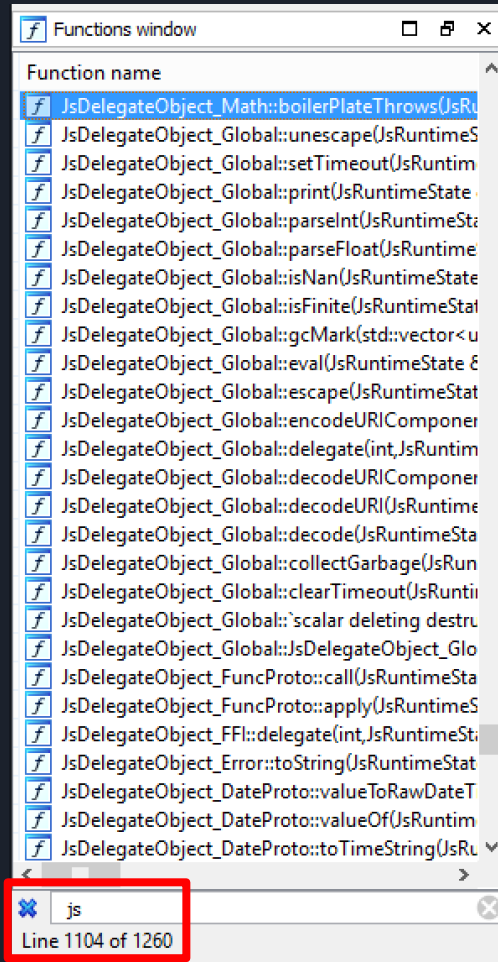 Functions window
Function name
JsDelegateObject_Math::boilerPlateThrows(JsRu
JsDelegateObject_Global::unescape(JsRuntimeS
JsDelegateObject_Global::setTimeout(JsRuntim
JsDelegateObject_Global::print(JsRuntimeState
JsDelegateObject_Global::parseInt(JsRuntimeSta
JsDelegateObject_Global::parseFloat(JsRuntime
JsDelegateObject_Global::isNan(JsRuntimeState
JsDelegateObject_Global::isFinite(JsRuntimeStat
JsDelegateObject_Global::gcMark(std::vector<u
JsDelegateObject_Global::eval(JsRuntimeState &
JsDelegateObject_Global::escape(JsRuntimeStat
JsDelegateObject_Global::encodeURIComponen
JsDelegateObject_Global::delegate(int,JsRuntim
JsDelegateObject_Global::decodeURIComponen
JsDelegateObject_Global::decodeURI(JsRuntime
JsDelegateObject_Global::decode(JsRuntimeSta
JsDelegateObject_Global::collectGarbage(JsRun
JsDelegateObject_Global::clearTimeout(JsRunti
JsDelegateObject_Global::`scalar deleting destru
JsDelegateObject_Global::JsDelegateObject_Glo
JsDelegateObject_FuncProto::call(JsRuntimeSta
JsDelegateObject_FuncProto::apply(JsRuntimeS
JsDelegateObject_FFI::delegate(int,JsRuntimeSta
JsDelegateObject_Error::toString(JsRuntimeStat
JsDelegateObject_DateProto::valueToRawDateT
JsDelegateObject_DateProto::valueOf(JsRuntim
JsDelegateObject_DateProto::toTimeString(JsRu
js
Line 1104 of 1260